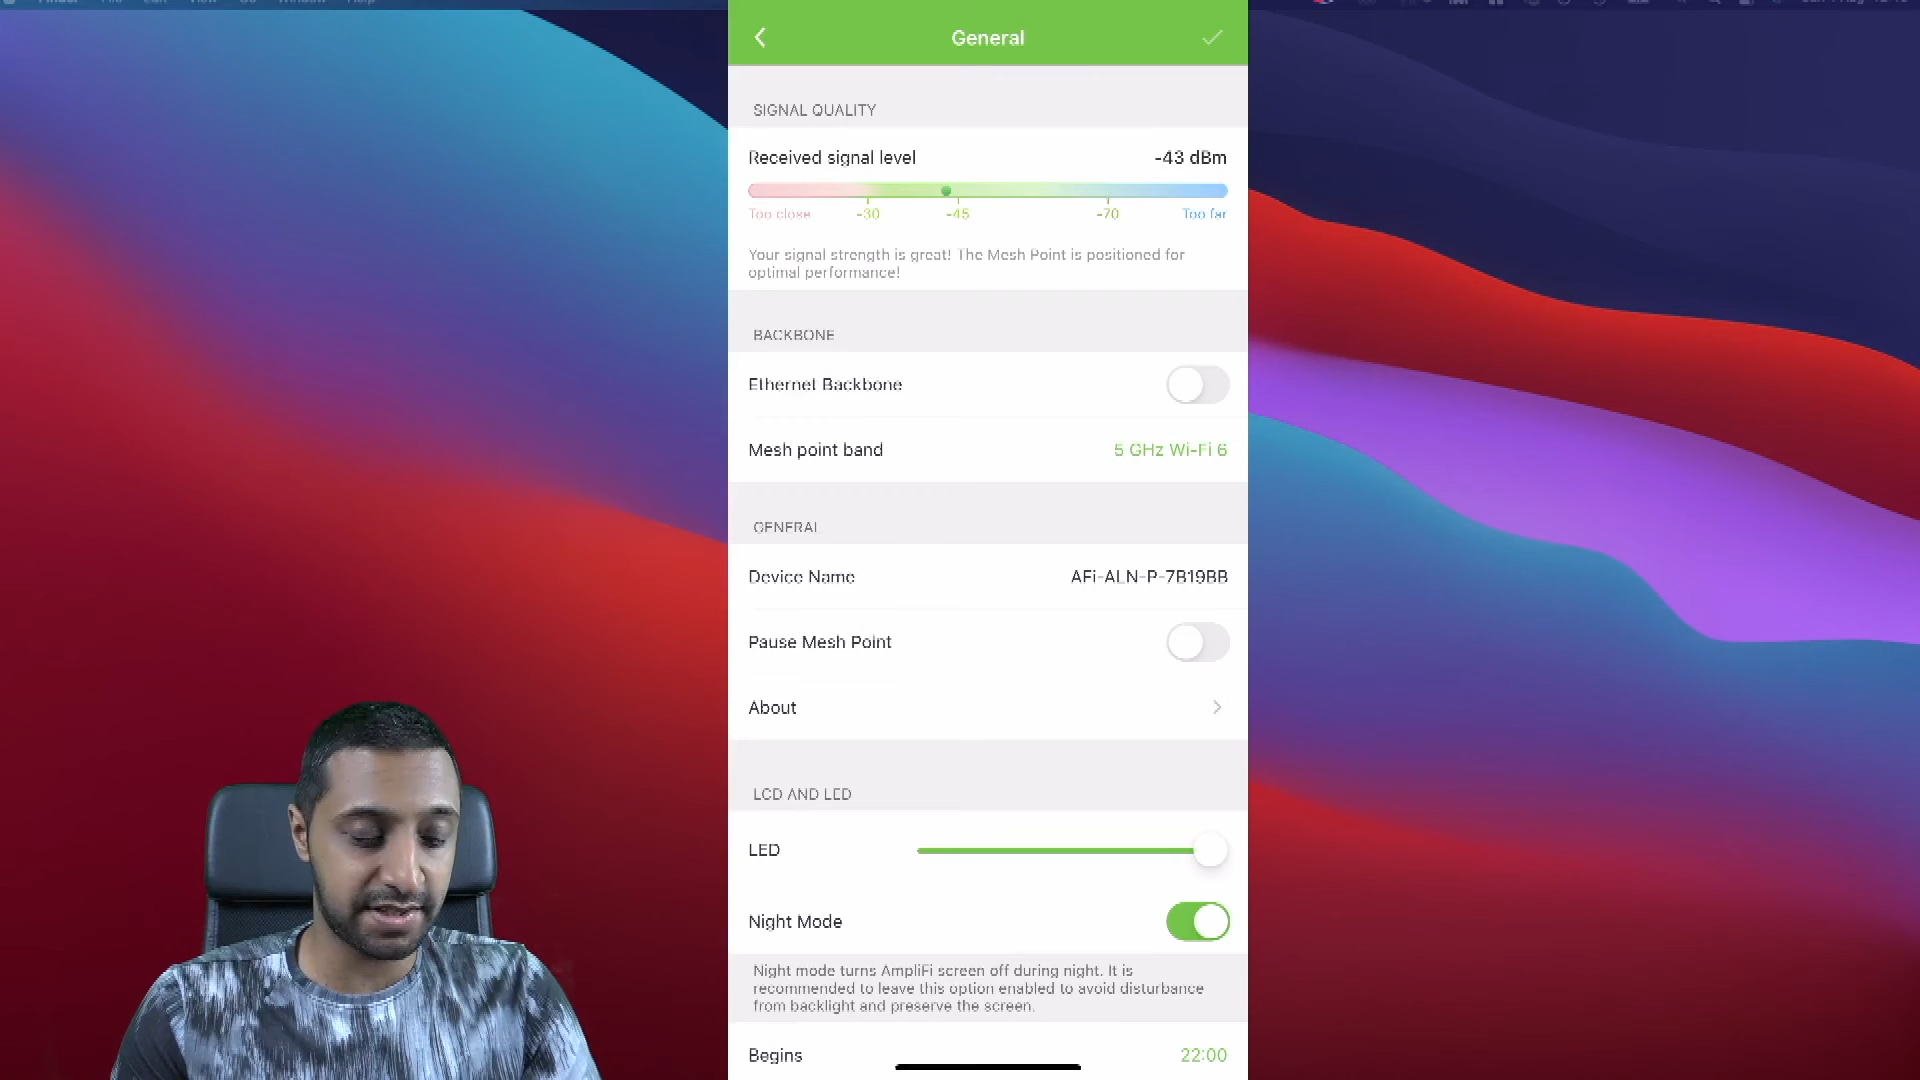 General
SIGNAL QUALITY
Received signal level -43 dBm
Too close -30 -45 -70 Too far
Your signal strength is great! The Mesh Point is positioned for
optimal performance!
BACKBONE
Ethernet Backbone
Mesh point band 5 GHz Wi-Fi 6
GENERAL
Device Name AFi-ALN-P-7B19BB
Pause Mesh Point
About
LCD AND LED
LED
Night Mode
Night mode turns AmpliFi screen off during night. It is
recommended to leave this option enabled to avoid disturbance
from backlight and preserve the screen.
Begins 22:00